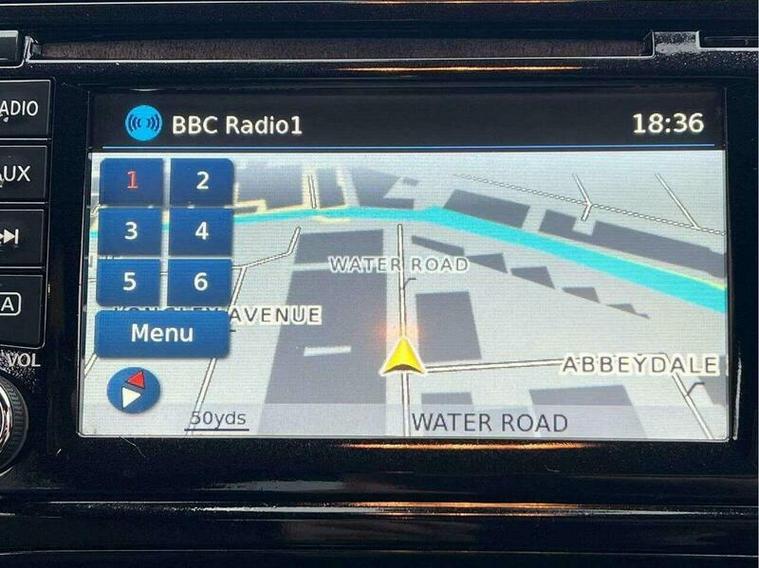 BBC Radio1
18:36
ADIO
UX
A
VOL
1 2
3 4
5 6
Menu
WATER ROAD
AVENUE
ABBEYDALE
50yds
WATER ROAD